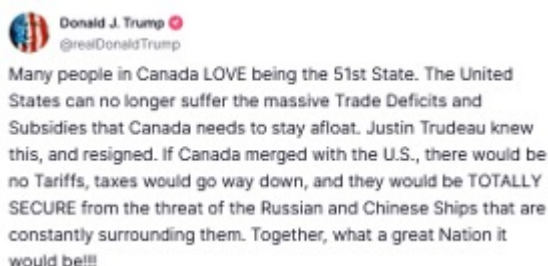 Donald J. Trump
@realDonaldTrump
Many people in Canada LOVE being the 51st State. The United
States can no longer suffer the massive Trade Deficits and
Subsidies that Canada needs to stay afloat. Justin Trudeau knew
this, and resigned. If Canada merged with the U.S., there would be
no Tariffs, taxes would go way down, and they would be TOTALLY
SECURE from the threat of the Russian and Chinese Ships that are
constantly surrounding them. Together, what a great Nation it
would be!!!